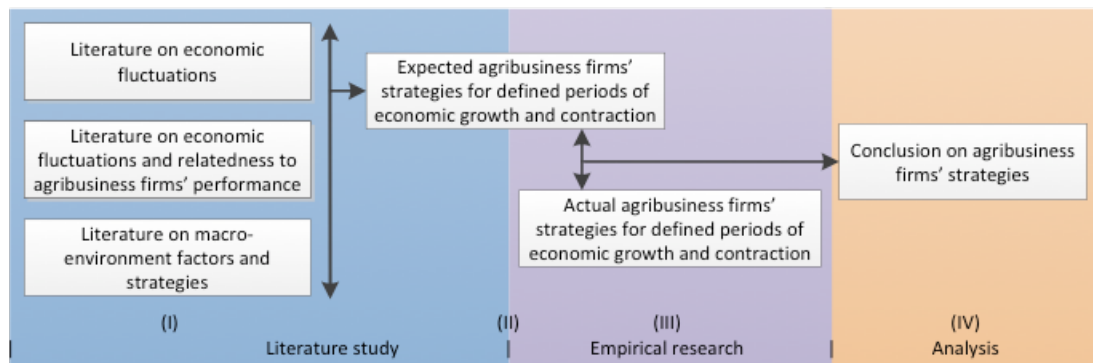 Literature on economic
fluctuations
Literature on economic
fluctuations and relatedness to
agribusiness firms' performance
Literature on macro-
environment factors and
strategies
Expected agribusiness firms'
strategies for defined periods of
economic growth and contraction
Actual agribusiness firms'
strategies for defined periods of
economic growth and contraction
Conclusion on agribusiness
firms' strategies
(I) (II) (III) (IV)
| Literature study | Empirical research | Analysis |